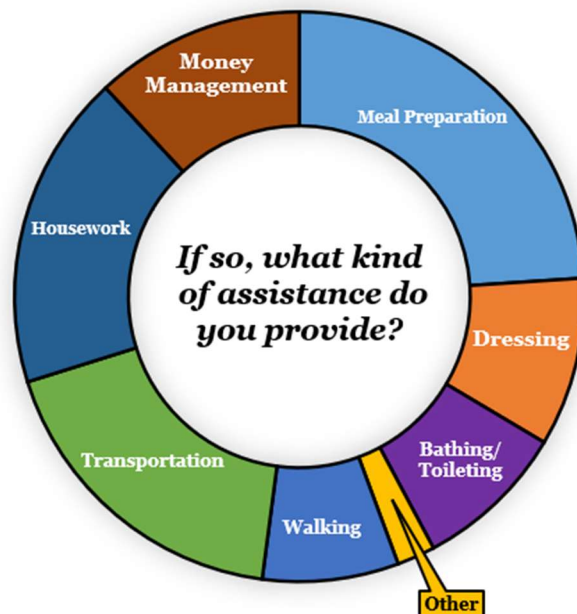 Money
Management
Meal Preparation
Housework
If so, what kind
of assistance do
you provide?
Dressing
Bathing/
Toileting
Transportation
Walking
Other